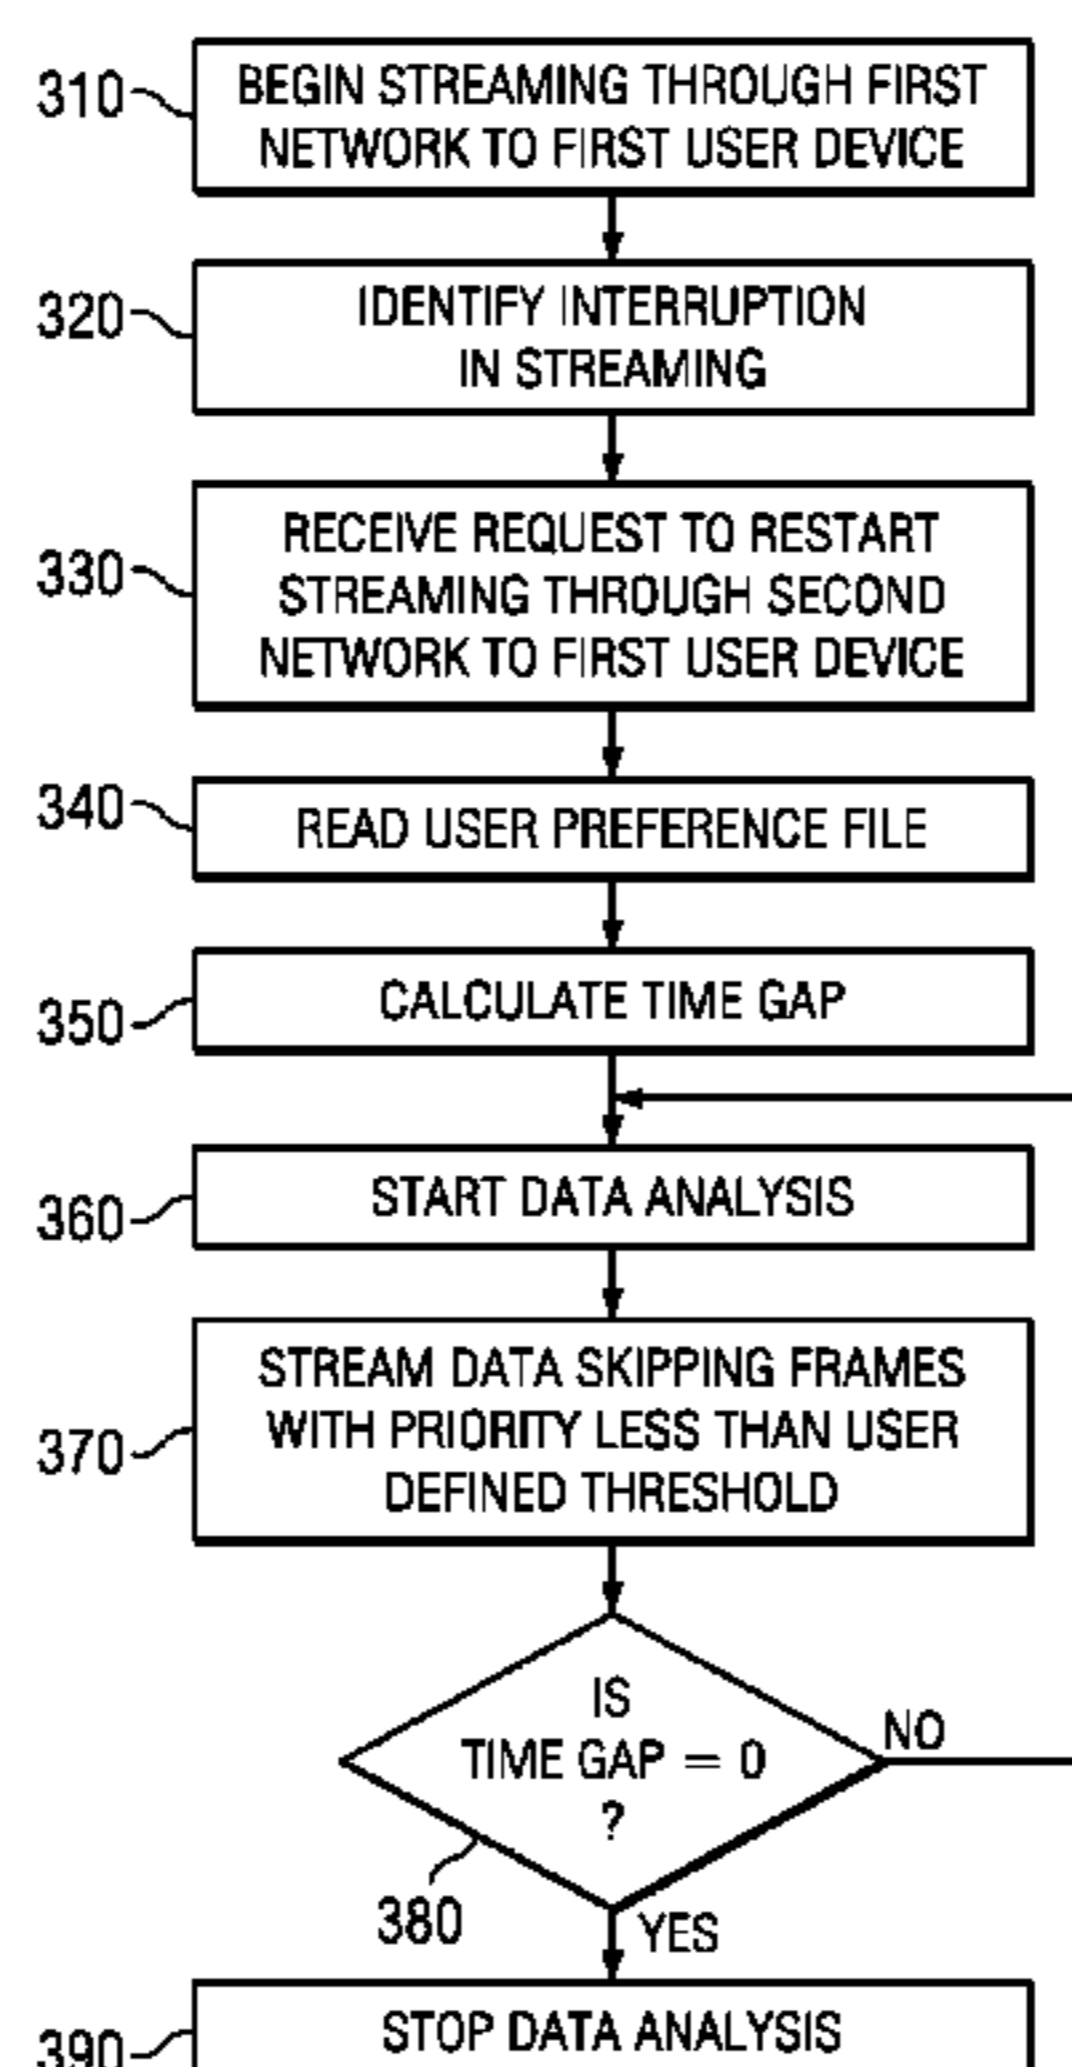 310
BEGIN STREAMING THROUGH FIRST
NETWORK TO FIRST USER DEVICE
320
IDENTIFY INTERRUPTION
IN STREAMING
330
RECEIVE REQUEST TO RESTART
STREAMING THROUGH SECOND
NETWORK TO FIRST USER DEVICE
340
READ USER PREFERENCE FILE
350
CALCULATE TIME GAP
360
START DATA ANALYSIS
370
STREAM DATA SKIPPING FRAMES
WITH PRIORITY LESS THAN USER
DEFINED THRESHOLD
IS
TIME GAP = 0
?
NO
380
YES
390
STOP DATA ANALYSIS